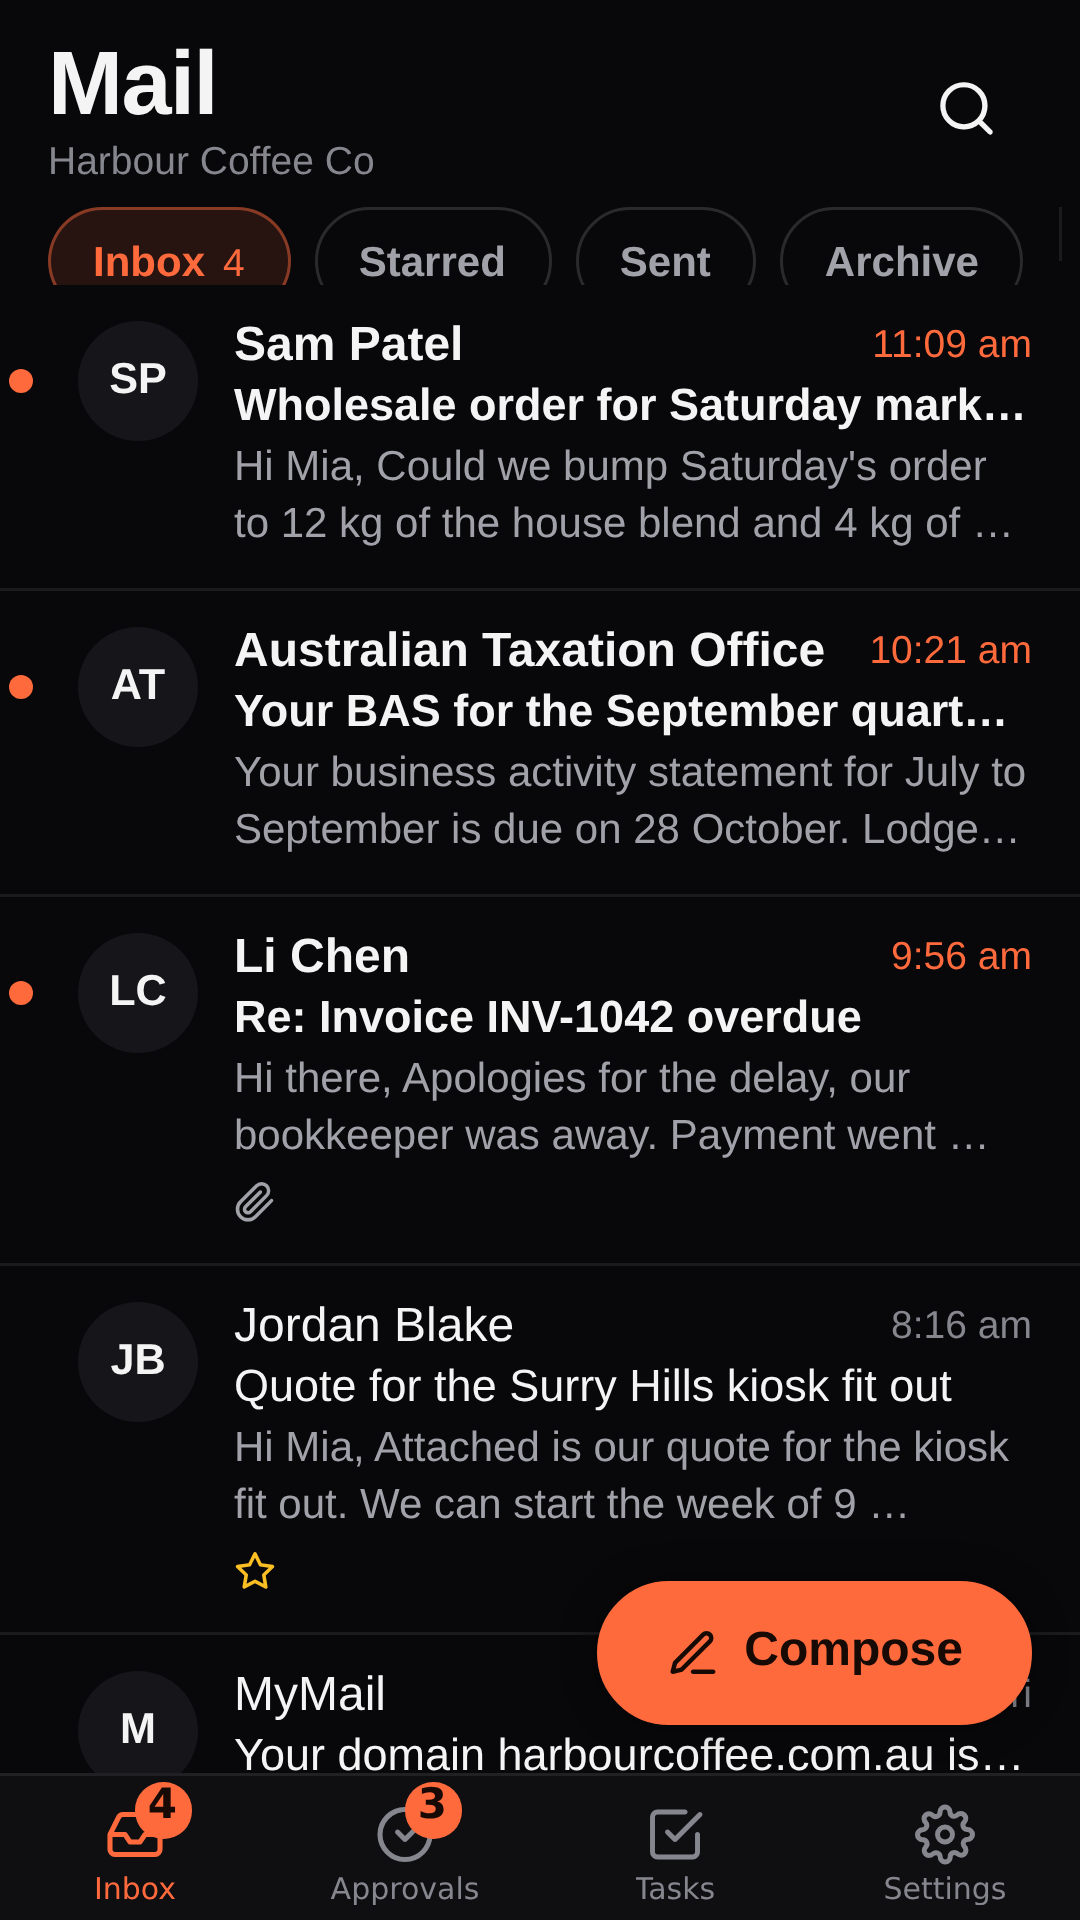 Mail
Harbour Coffee Co
Inbox 4
Starred
Sent
Archive
SP
Sam Patel
11:09 am
Wholesale order for Saturday mark…
Hi Mia, Could we bump Saturday's order
to 12 kg of the house blend and 4 kg of …
AT
Australian Taxation Office
10:21 am
Your BAS for the September quart…
Your business activity statement for July to
September is due on 28 October. Lodge…
LC
Li Chen
9:56 am
Re: Invoice INV-1042 overdue
Hi there, Apologies for the delay, our
bookkeeper was away. Payment went …
JB
Jordan Blake
8:16 am
Quote for the Surry Hills kiosk fit out
Hi Mia, Attached is our quote for the kiosk
fit out. We can start the week of 9 …
Compose
M
MyMail
Your domain harbourcoffee.com.au is…
4
3
Inbox
Approvals
Tasks
Settings